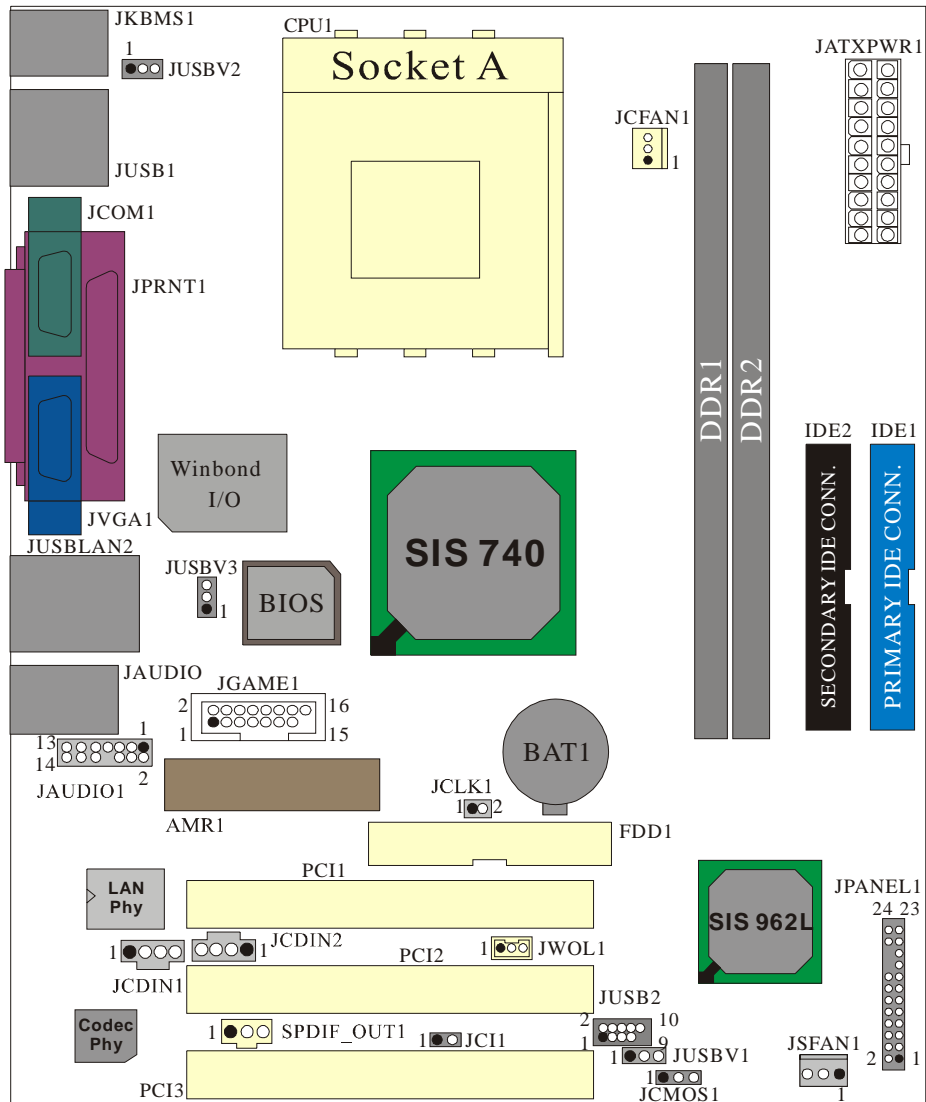 JKBMS1
1
JUSBV2
CPU1
Socket A
JATXPWR1
JCFAN1
1
JUSB1
JCOM1
JPRNT1
DDR1
DDR2
IDE2
IDE1
SECONDARY IDE CONN.
PRIMARY IDE CONN.
Winbond
I/O
JVGA1
JUSBLAN2
SIS 740
JUSBV3
1
BIOS
JAUDIO
JGAME1
2
16
1
15
13
1
14
2
JAUDIO1
BAT1
JCLK1
1
2
AMR1
FDD1
LAN
Phy
PCI1
SIS 962L
JPANEL1
24 23
1
JCDIN1
1
JCDIN2
PCI2
1
JWOL1
JUSB2
2
10
1
9
Codec
Phy
1
SPDIF_OUT1
1
JCI1
1
JUSBV1
JSFAN1
1
2
1
PCI3
1
JCMOS1